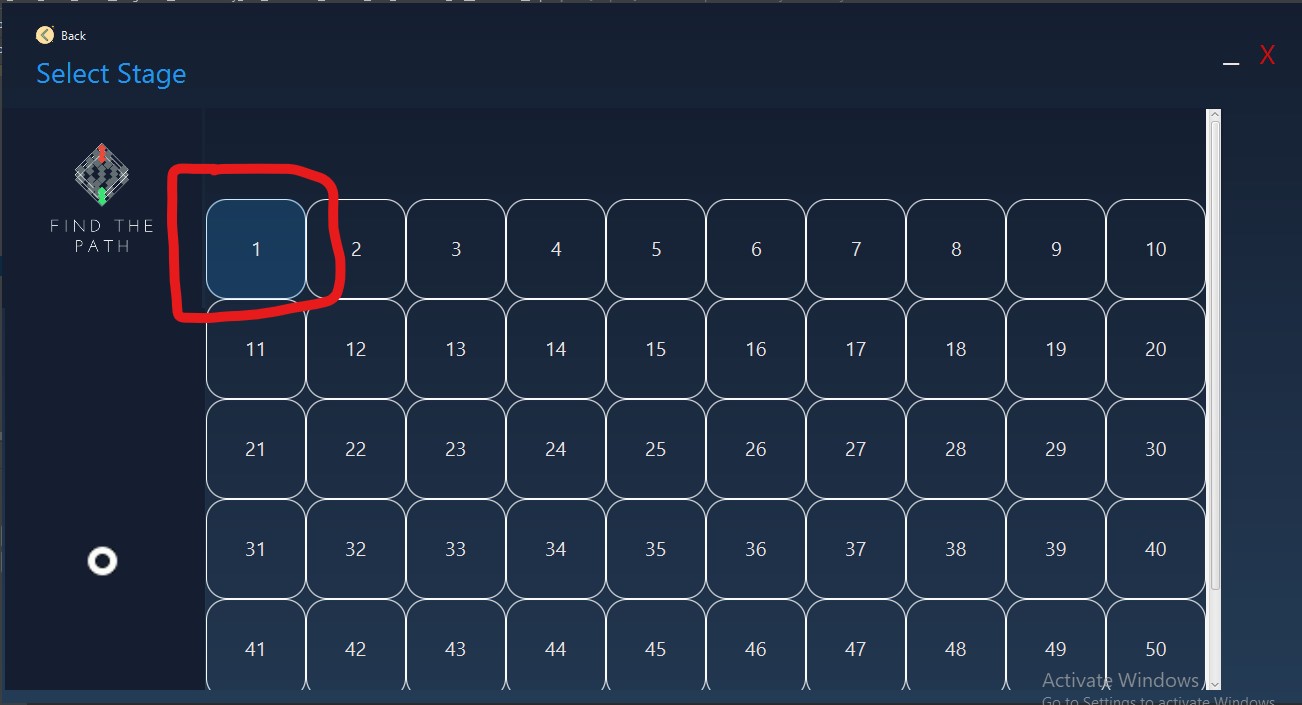 Back
Select Stage
X
FIND THE
PATH
1 2 3 4 5 6 7 8 9 10
11 12 13 14 15 16 17 18 19 20
21 22 23 24 25 26 27 28 29 30
31 32 33 34 35 36 37 38 39 40
41 42 43 44 45 46 47 48 49 50
Activate Windows
Go to Settings to activate Windows.